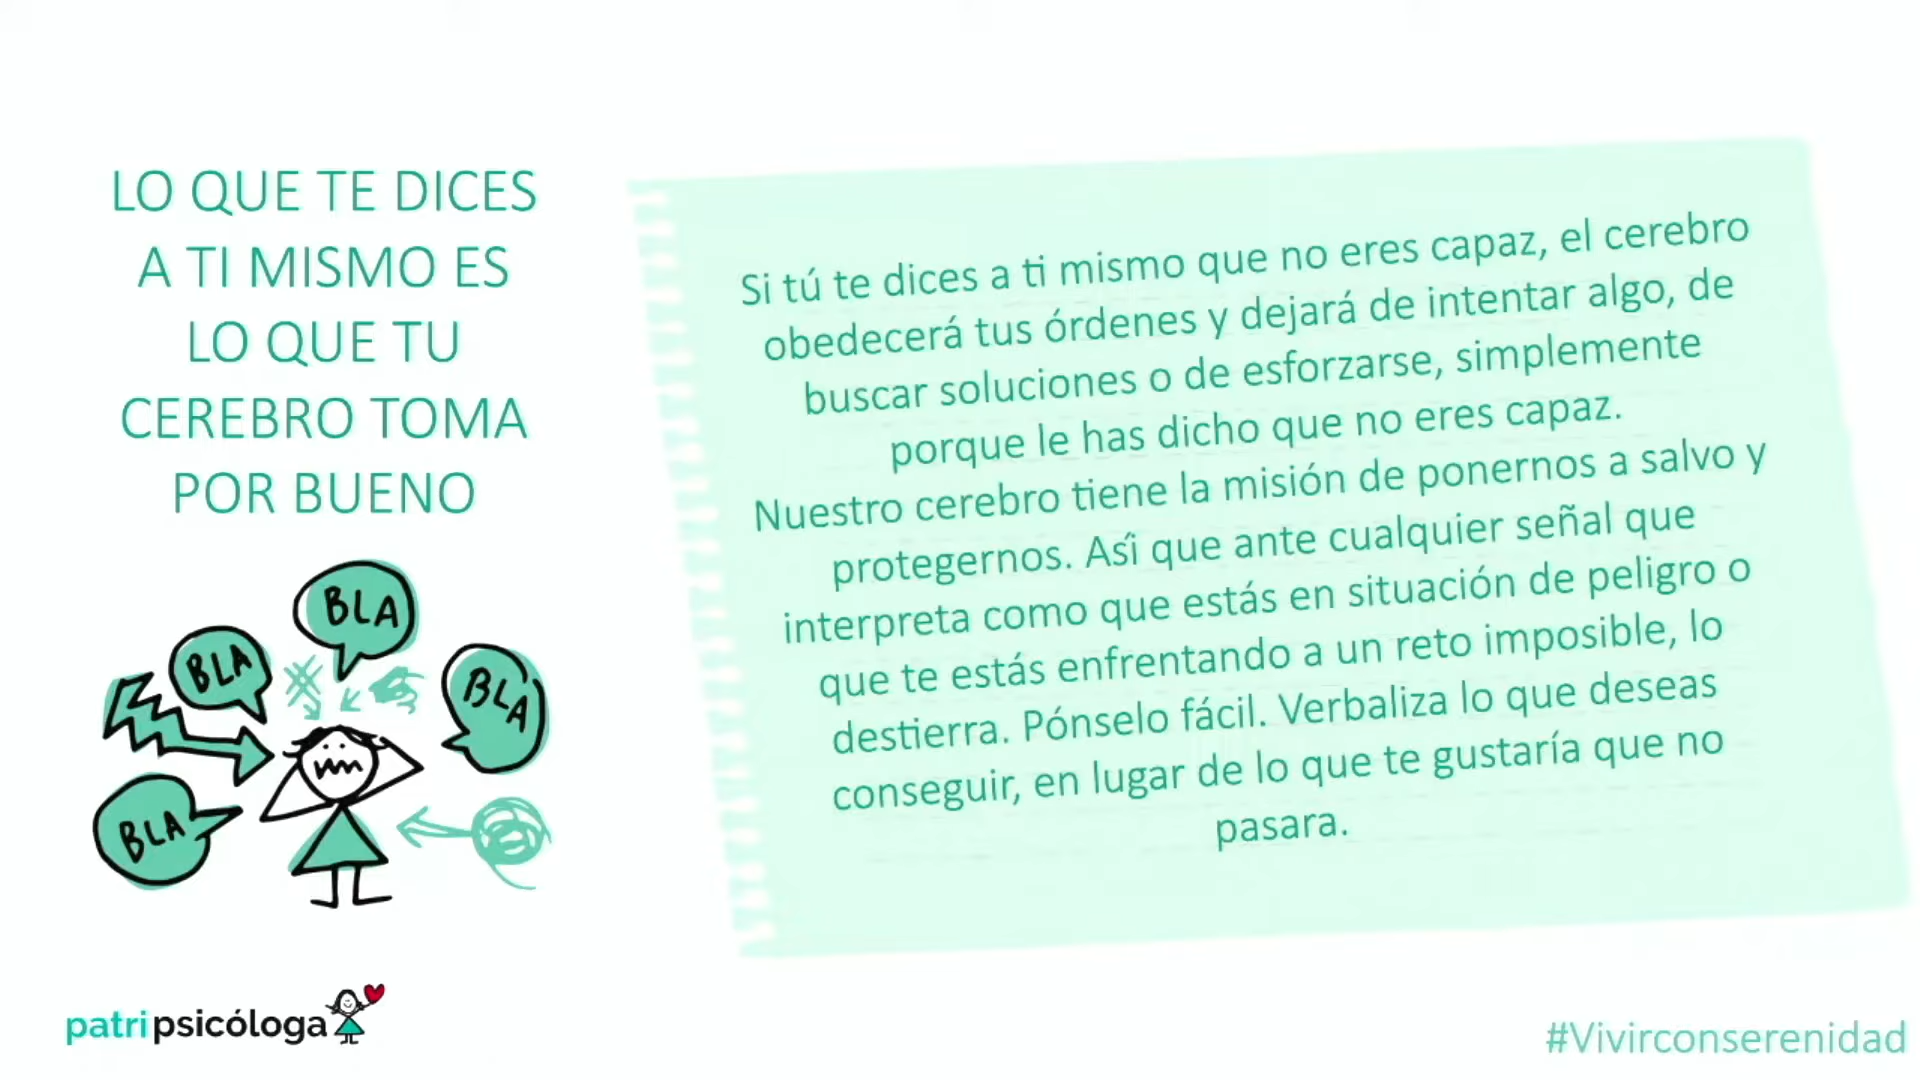 LO QUE TE DICES
A TI MISMO ES
LO QUE TU
CEREBRO TOMA
POR BUENO
BLA
BLA
BLA
BLA
Si tú te dices a ti mismo que no eres capaz, el cerebro
obedecerá tus órdenes y dejará de intentar algo, de
buscar soluciones o de esforzarse, simplemente
porque le has dicho que no eres capaz.
Nuestro cerebro tiene la misión de ponernos a salvo y
protegernos. Así que ante cualquier señal que
interpreta como que estás en situación de peligro o
que te estás enfrentando a un reto imposible, lo
destierra. Pónselo fácil. Verbaliza lo que deseas
conseguir, en lugar de lo que te gustaría que no
pasara.
patripsicóloga
#Vivirconserenidad